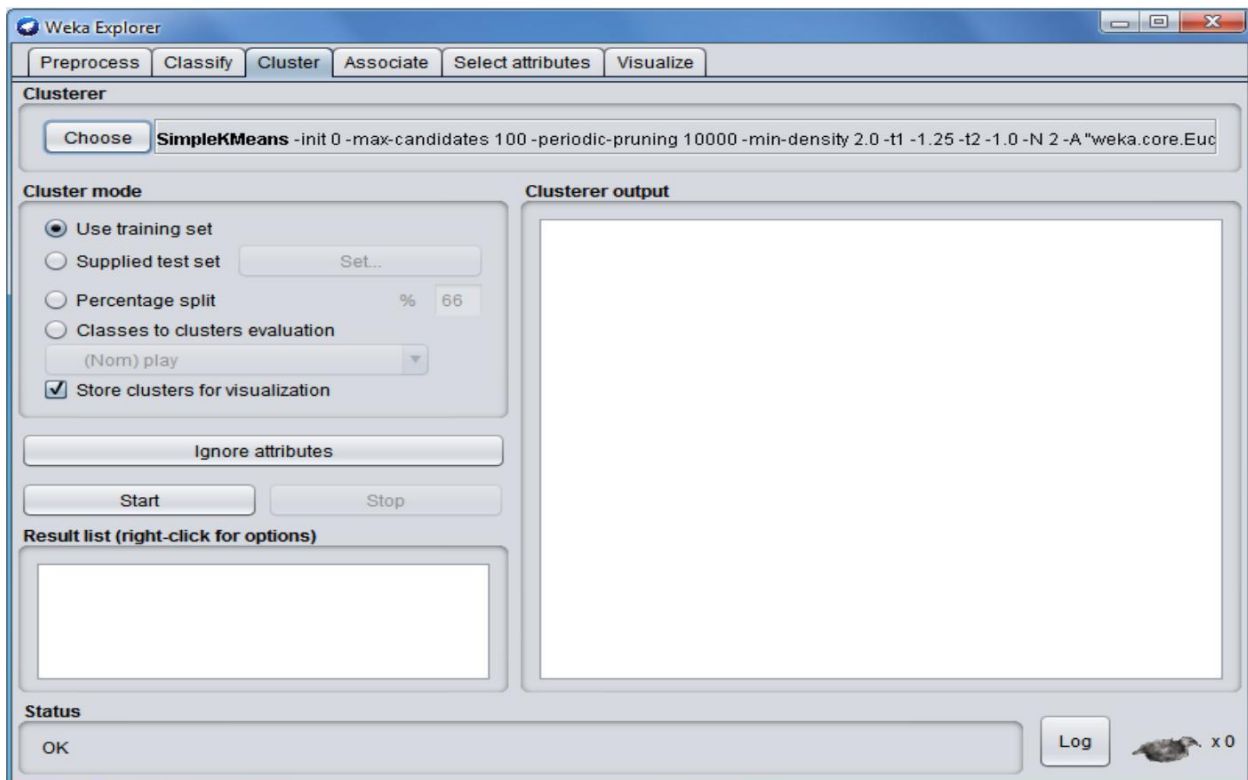 Weka Explorer
Preprocess Classify Cluster Associate Select attributes Visualize
Clusterer
Choose SimpleKMeans -init 0 -max-candidates 100 -periodic-pruning 10000 -min-density 2.0 -t1 -1.25 -t2 -1.0 -N 2 -A "weka.core.Euc
Cluster mode
Use training set
Supplied test set Set...
Percentage split % 66
Classes to clusters evaluation
(Nom) play
Store clusters for visualization
Ignore attributes
Start Stop
Result list (right-click for options)
Clusterer output
Status
OK
Log x 0